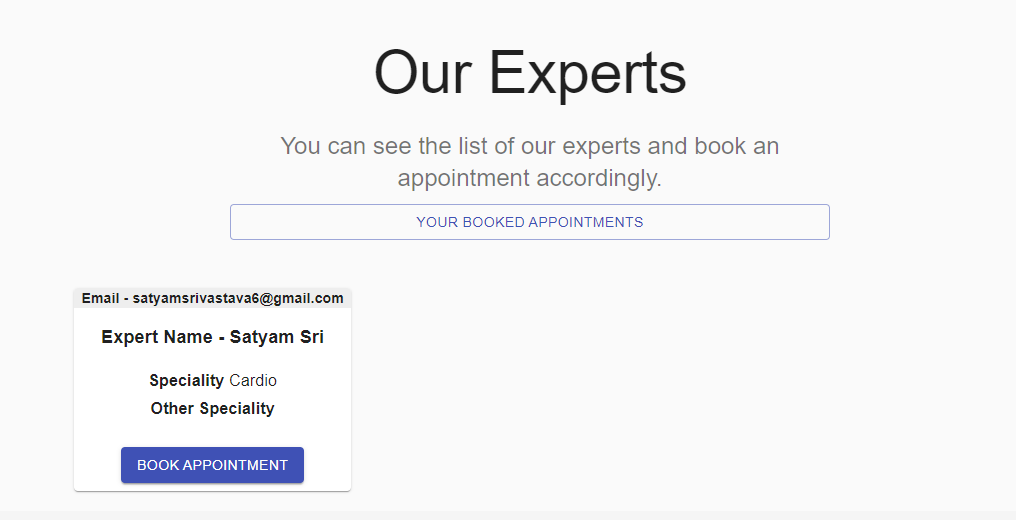 Our Experts
You can see the list of our experts and book an
appointment accordingly.
YOUR BOOKED APPOINTMENTS
Email - satyamsrivastava6@gmail.com
Expert Name - Satyam Sri
Speciality Cardio
Other Speciality
BOOK APPOINTMENT